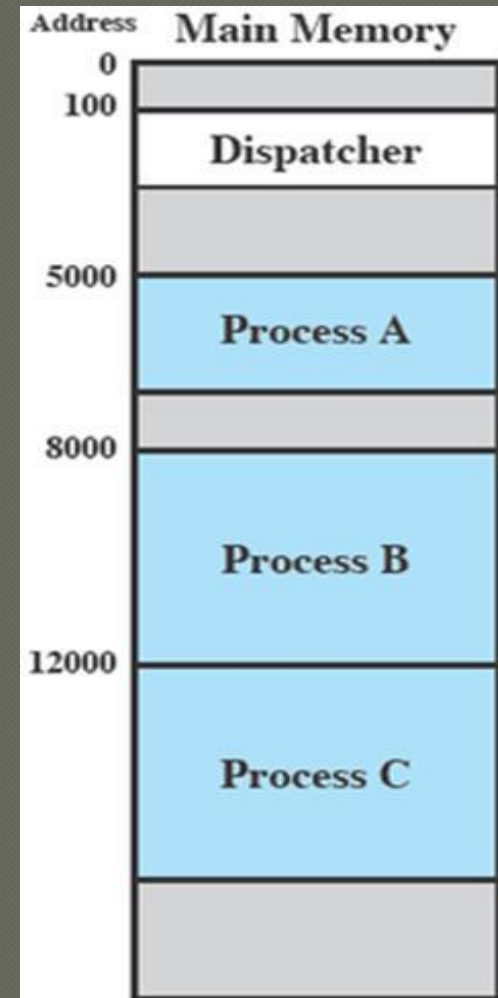 Address Main Memory
0
100
Dispatcher
5000
Process A
8000
Process B
12000
Process C